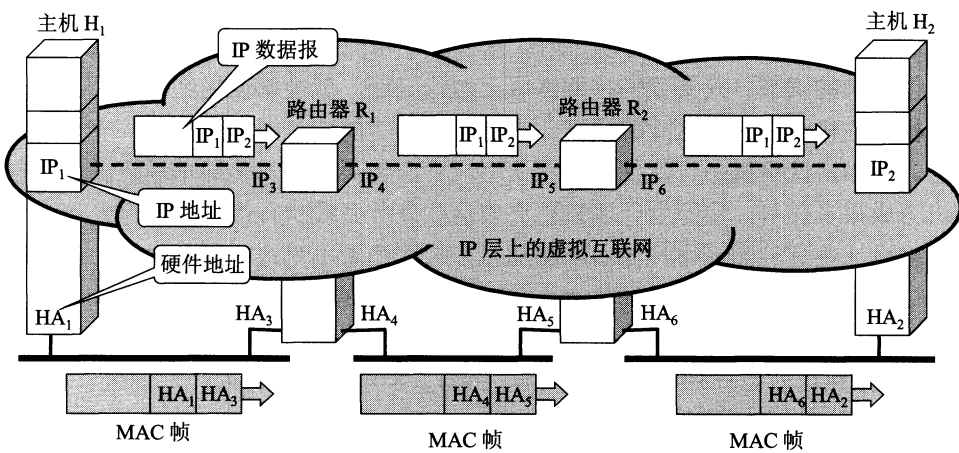 主机 H₁
主机 H₂
IP 数据报
路由器 R₁
路由器 R₂
IP₁ IP₂
IP₁ IP₂
IP₁ IP₂
IP₁
IP₃
IP₄
IP₅
IP₆
IP₂
IP 地址
IP 层上的虚拟互联网
硬件地址
HA₁
HA₃
HA₄
HA₅
HA₆
HA₂
HA₁ HA₃
HA₄ HA₅
HA₆ HA₂
MAC 帧
MAC 帧
MAC 帧